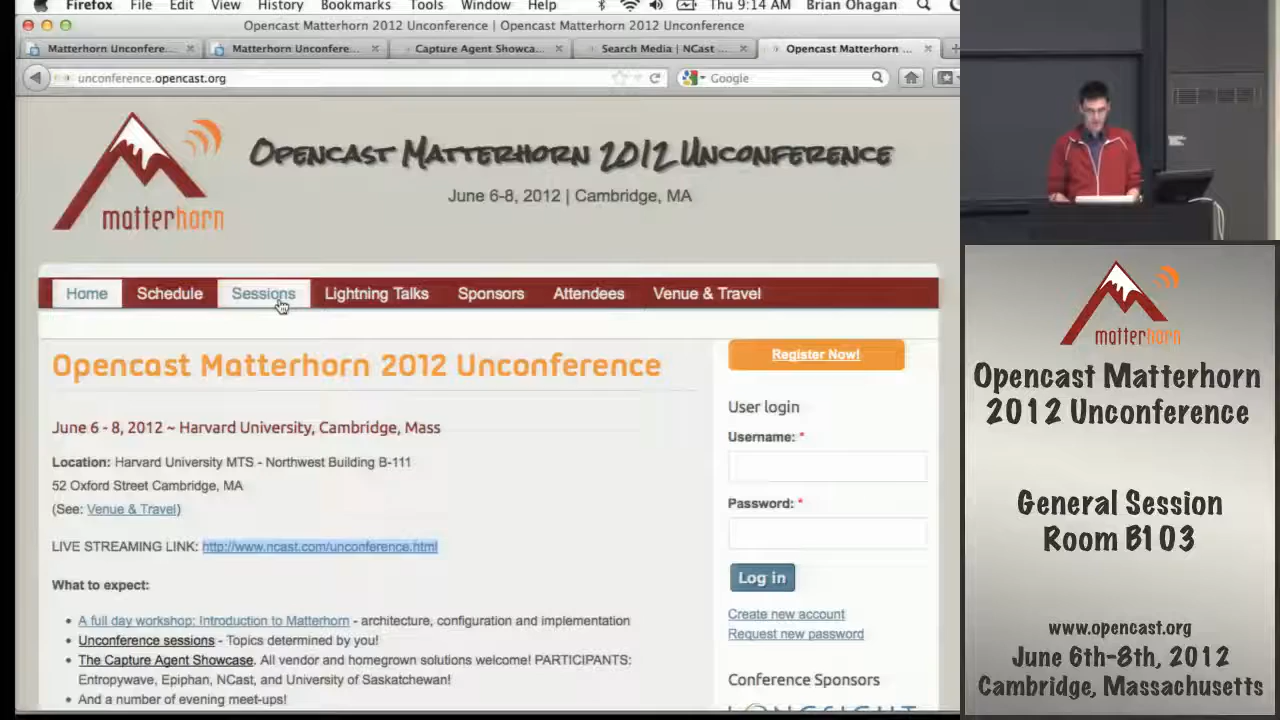 Firefox File Edit View History Bookmarks Tools Window Help Thu 9:14 AM Brian Ohagan
Opencast Matterhorn 2012 Unconference | Opencast Matterhorn 2012 Unconference
Matterhorn Unconfere... Matterhorn Unconfere... Capture Agent Showca... Search Media | NCast ... Opencast Matterhorn ...
unconference.opencast.org Google
matterhorn
Opencast Matterhorn 2012 Unconference
June 6-8, 2012 | Cambridge, MA
Home Schedule Sessions Lightning Talks Sponsors Attendees Venue & Travel
Opencast Matterhorn 2012 Unconference
June 6 - 8, 2012 ~ Harvard University, Cambridge, Mass
Location: Harvard University MTS - Northwest Building B-111
52 Oxford Street Cambridge, MA
(See: Venue & Travel)
LIVE STREAMING LINK: http://www.ncast.com/unconference.html
What to expect:
• A full day workshop: Introduction to Matterhorn - architecture, configuration and implementation
• Unconference sessions - Topics determined by you!
• The Capture Agent Showcase. All vendor and homegrown solutions welcome! PARTICIPANTS:
Entropywave, Epiphan, NCast, and University of Saskatchewan!
• And a number of evening meet-ups!
Register Now!
User login
Username: *
Password: *
Log in
Create new account
Request new password
Conference Sponsors
LONGSIGHT
matterhorn
Opencast Matterhorn
2012 Unconference
General Session
Room B103
www.opencast.org
June 6th-8th, 2012
Cambridge, Massachusetts